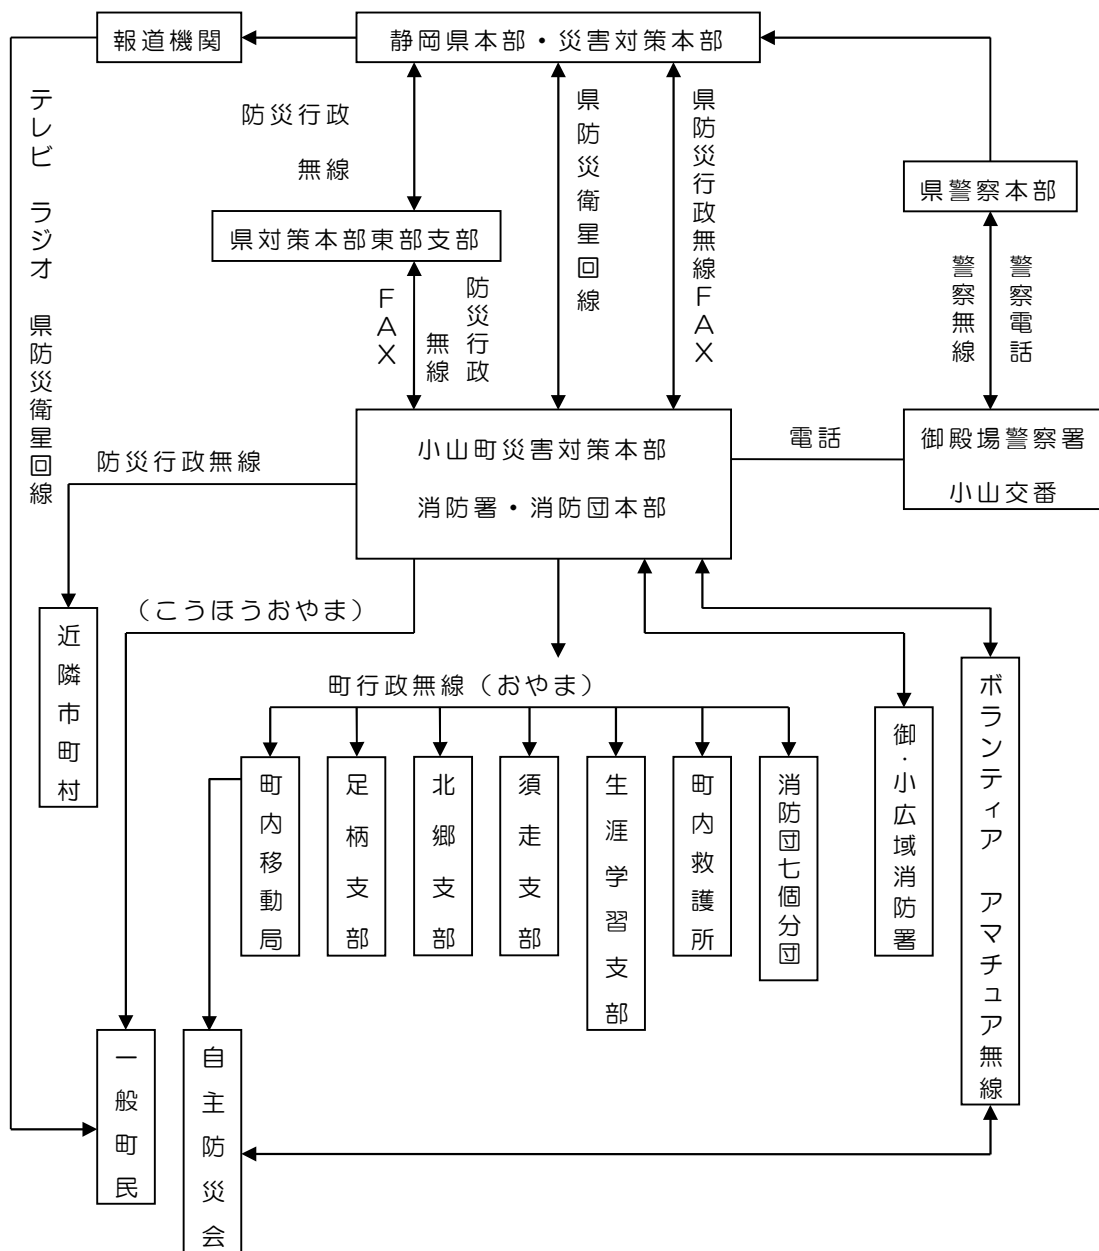 報道機関
静岡県本部・災害対策本部
テレビ　ラジオ　県防災衛星回線
防災行政
無線
県防災衛星回線
県防災行政無線FAX
県警察本部
県対策本部東部支部
FAX
防災行政
無線
警察無線
警察電話
小山町災害対策本部
消防署・消防団本部
電話
御殿場警察署
小山交番
防災行政無線
近隣市町村
（こうほうおやま）
町行政無線（おやま）
町内移動局
足柄支部
北郷支部
須走支部
生涯学習支部
町内救護所
消防団七個分団
御・小広域消防署
ボランティア　アマチュア無線
一般町民
自主防災会